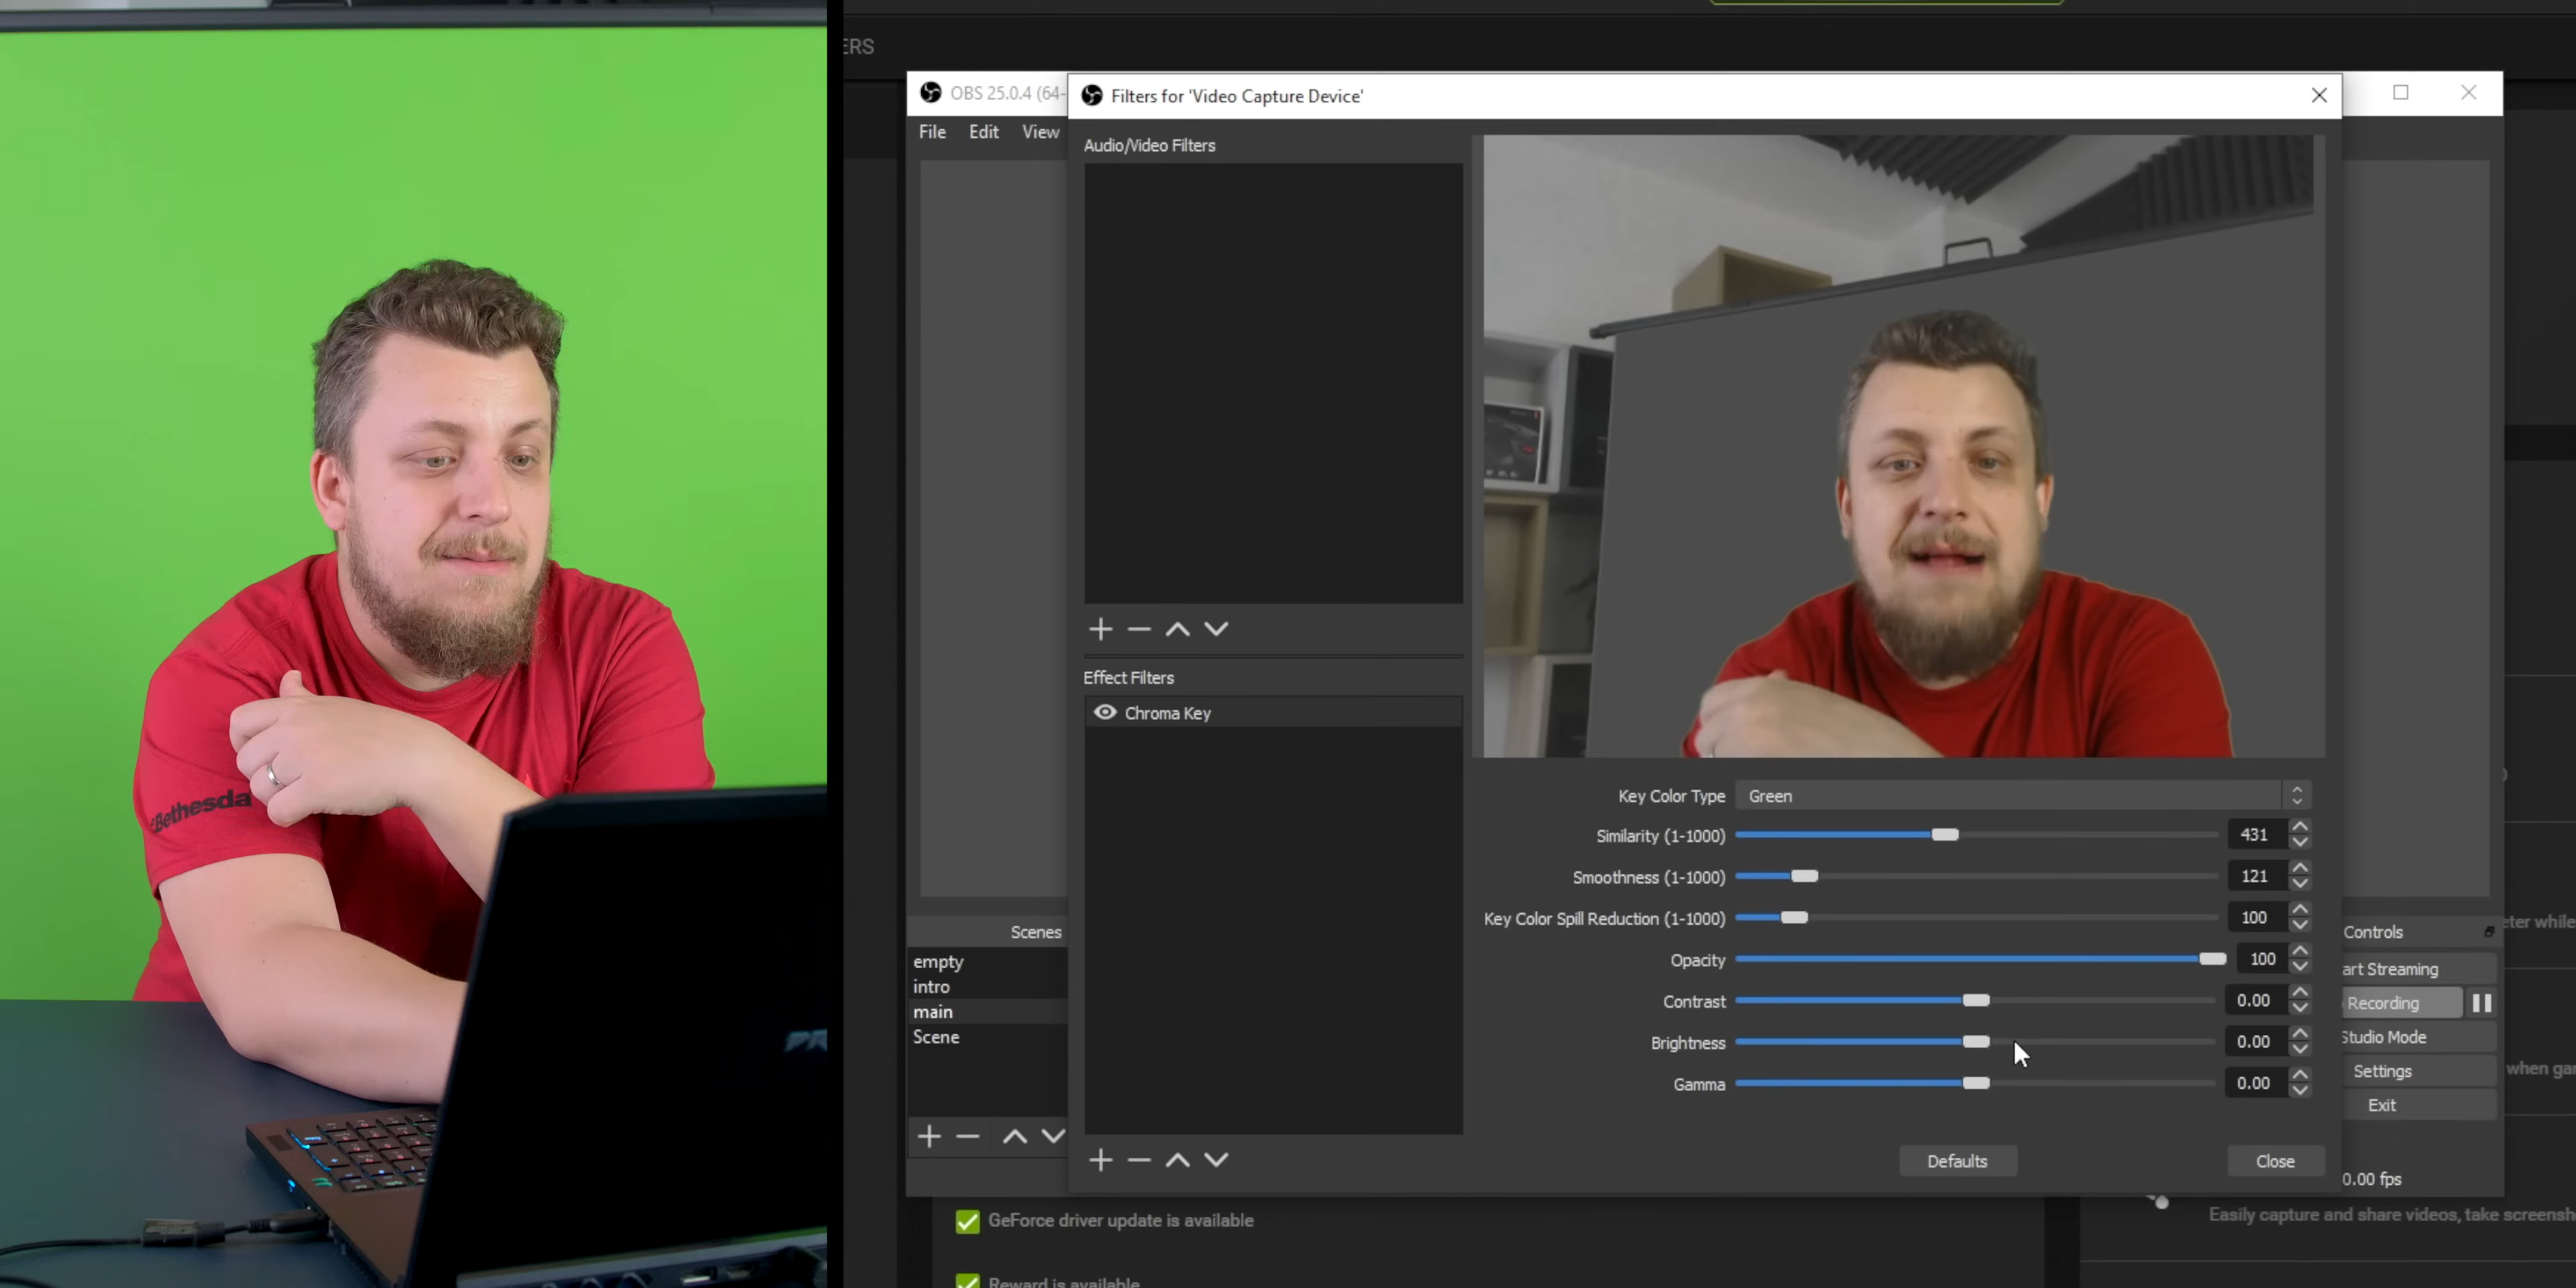 Bethesda
ERS
OBS 25.0.4 (64-
Filters for 'Video Capture Device'
File Edit View
Audio/Video Filters
Effect Filters
Chroma Key
Key Color Type Green
Similarity (1-1000) 431
Smoothness (1-1000) 121
Key Color Spill Reduction (1-1000) 100
Opacity 100
Contrast 0.00
Brightness 0.00
Gamma 0.00
Defaults
Close
Scenes
empty
intro
main
Scene
Controls
art Streaming
Recording
Studio Mode
Settings
Exit
0.00 fps
eter while
when gar
GeForce driver update is available
Reward is available
Easily capture and share videos, take screensh